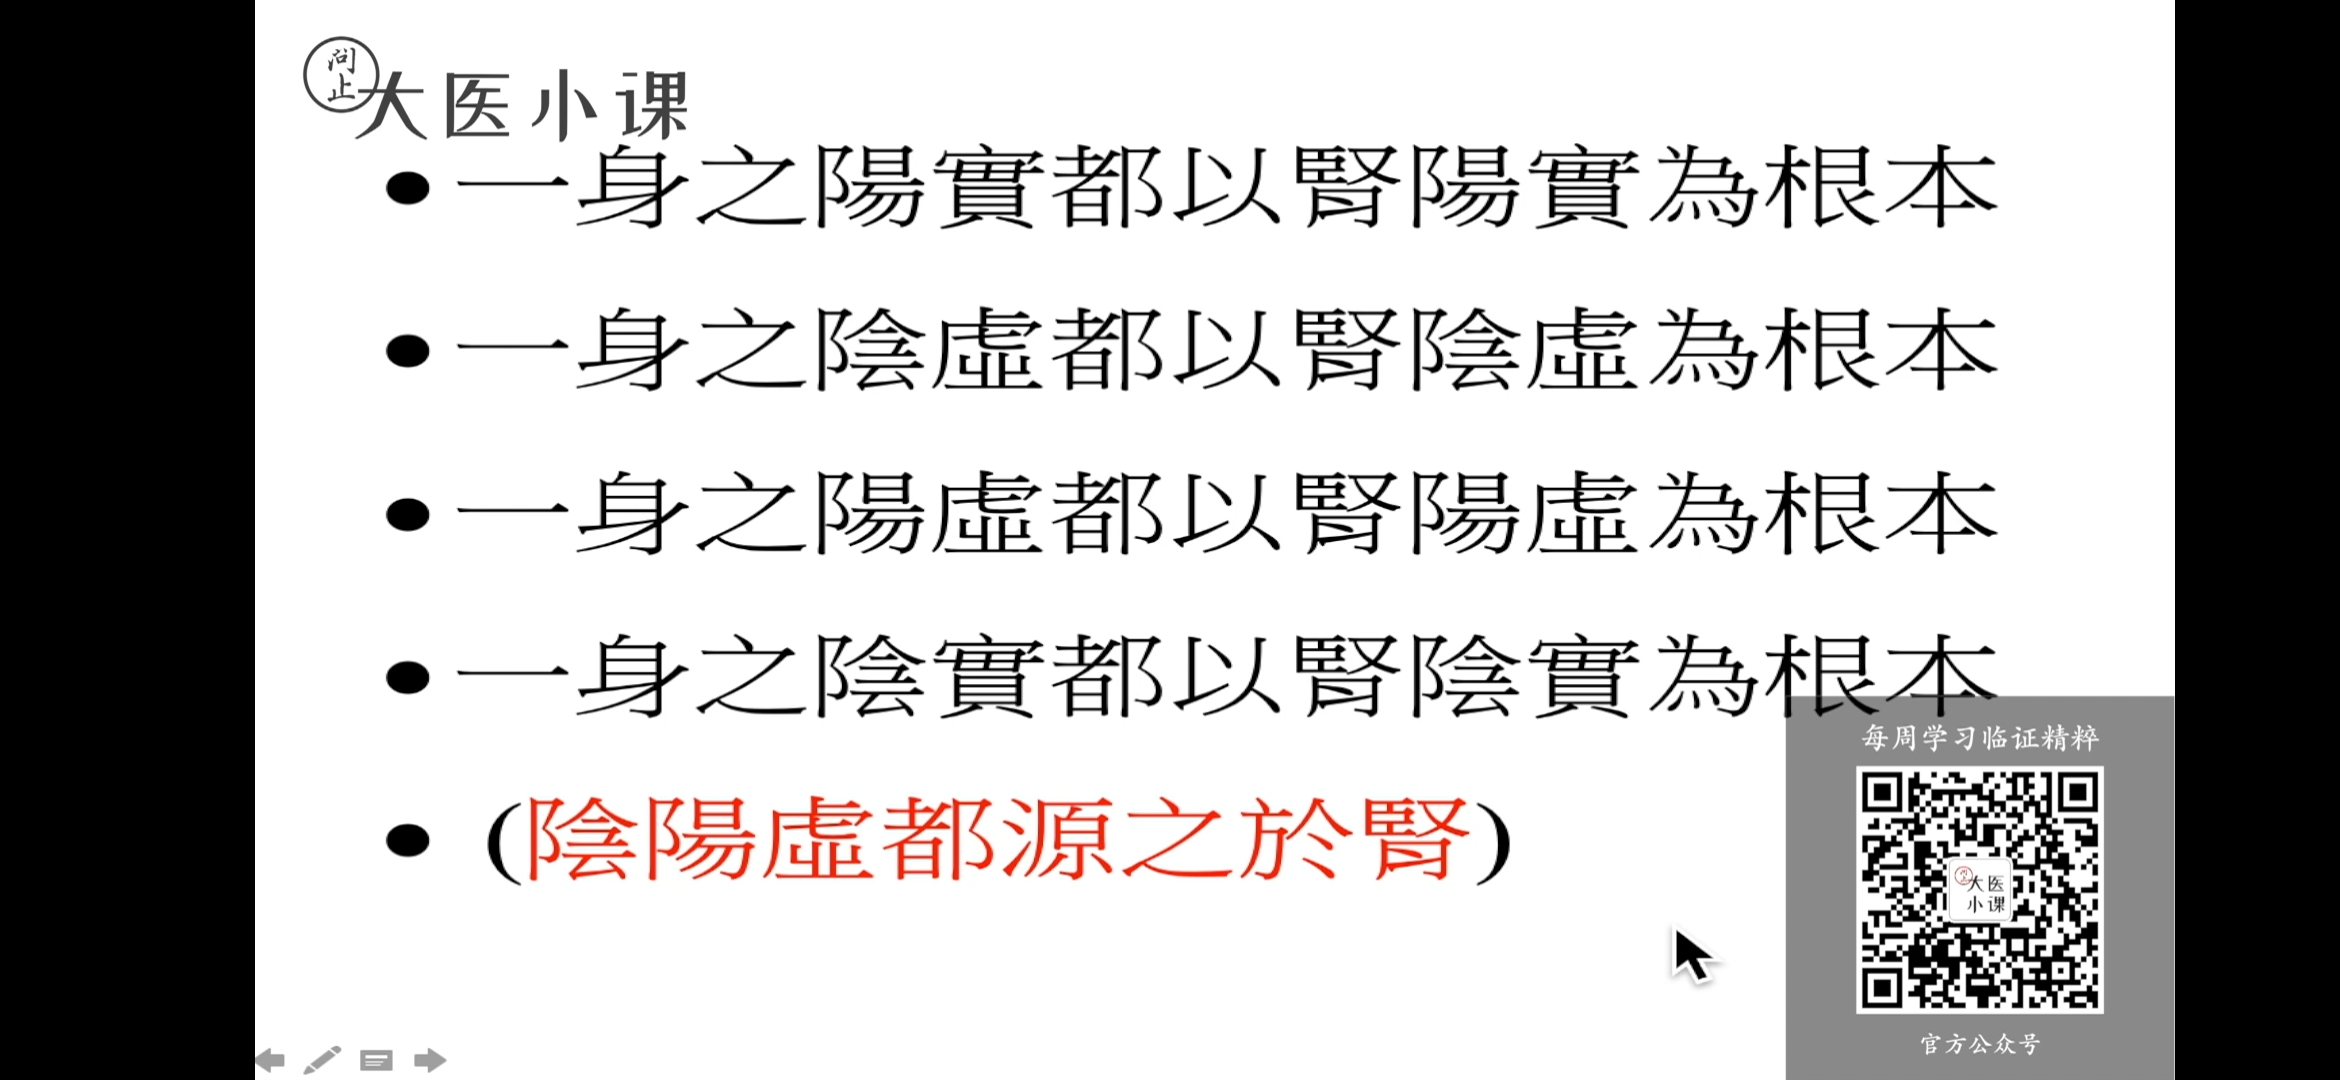 问止
大医小课
• 一身之陽實都以腎陽實為根本
• 一身之陰虛都以腎陰虛為根本
• 一身之陽虛都以腎陽虛為根本
• 一身之陰實都以腎陰實為根本
• (陰陽虛都源之於腎)
每周学习临证精粹
问止
大医
小课
官方公众号